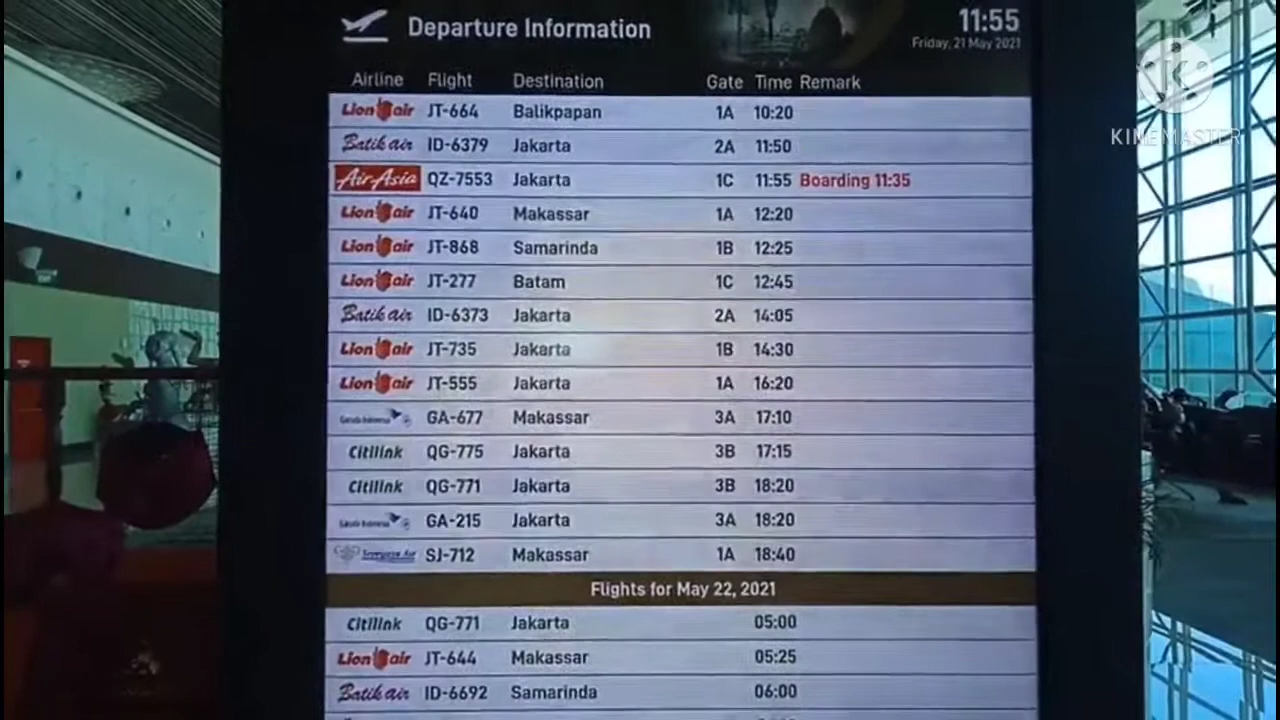 Departure Information
11:55
Friday, 21 May 2021
Airline Flight Destination Gate Time Remark
Lion air JT-664 Balikpapan 1A 10:20
Batik air ID-6379 Jakarta 2A 11:50
AirAsia QZ-7553 Jakarta 1C 11:55 Boarding 11:35
Lion air JT-640 Makassar 1A 12:20
Lion air JT-868 Samarinda 1B 12:25
Lion air JT-277 Batam 1C 12:45
Batik air ID-6373 Jakarta 2A 14:05
Lion air JT-735 Jakarta 1B 14:30
Lion air JT-555 Jakarta 1A 16:20
Garuda Indonesia GA-677 Makassar 3A 17:10
Citilink QG-775 Jakarta 3B 17:15
Citilink QG-771 Jakarta 3B 18:20
Garuda Indonesia GA-215 Jakarta 3A 18:20
SJ-712 Makassar 1A 18:40
Flights for May 22, 2021
Citilink QG-771 Jakarta 05:00
Lion air JT-644 Makassar 05:25
Batik air ID-6692 Samarinda 06:00
K
KINEMASTER